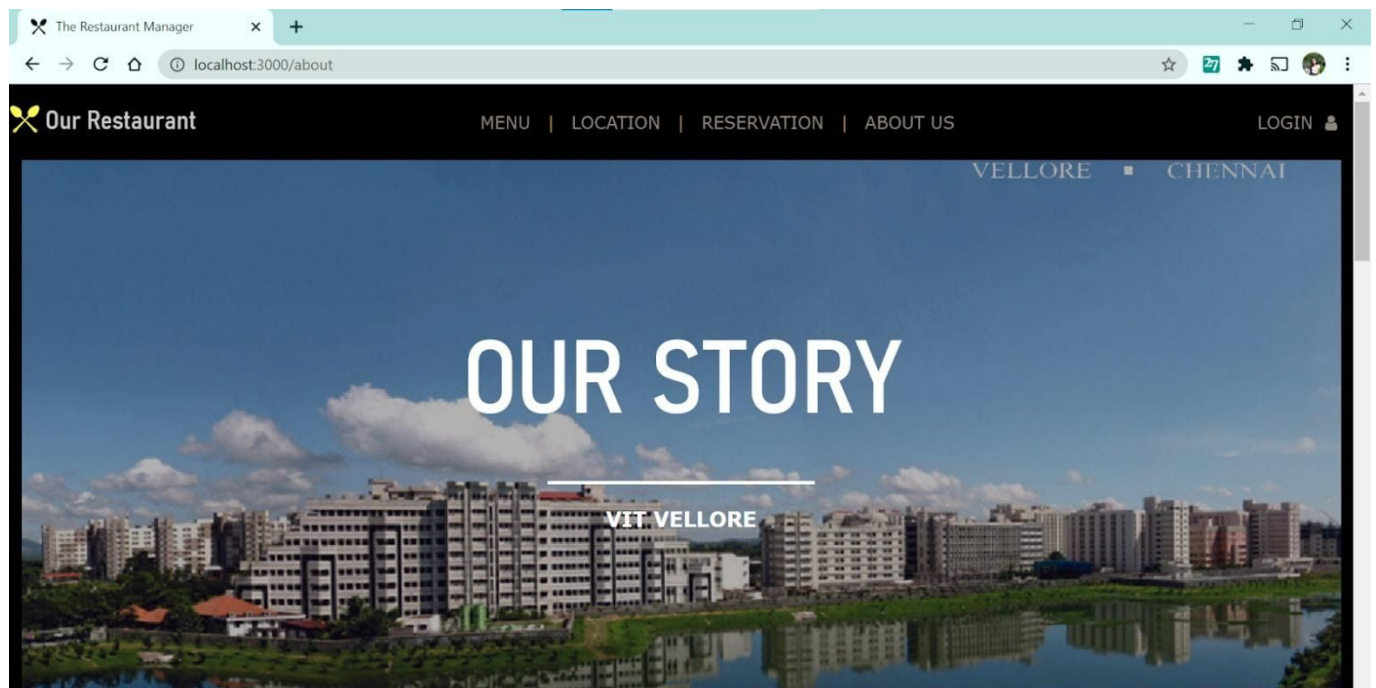 The Restaurant Manager
localhost:3000/about
27
Our Restaurant
MENU | LOCATION | RESERVATION | ABOUT US
LOGIN
VELLORE ▪ CHENNAI
OUR STORY
VIT VELLORE